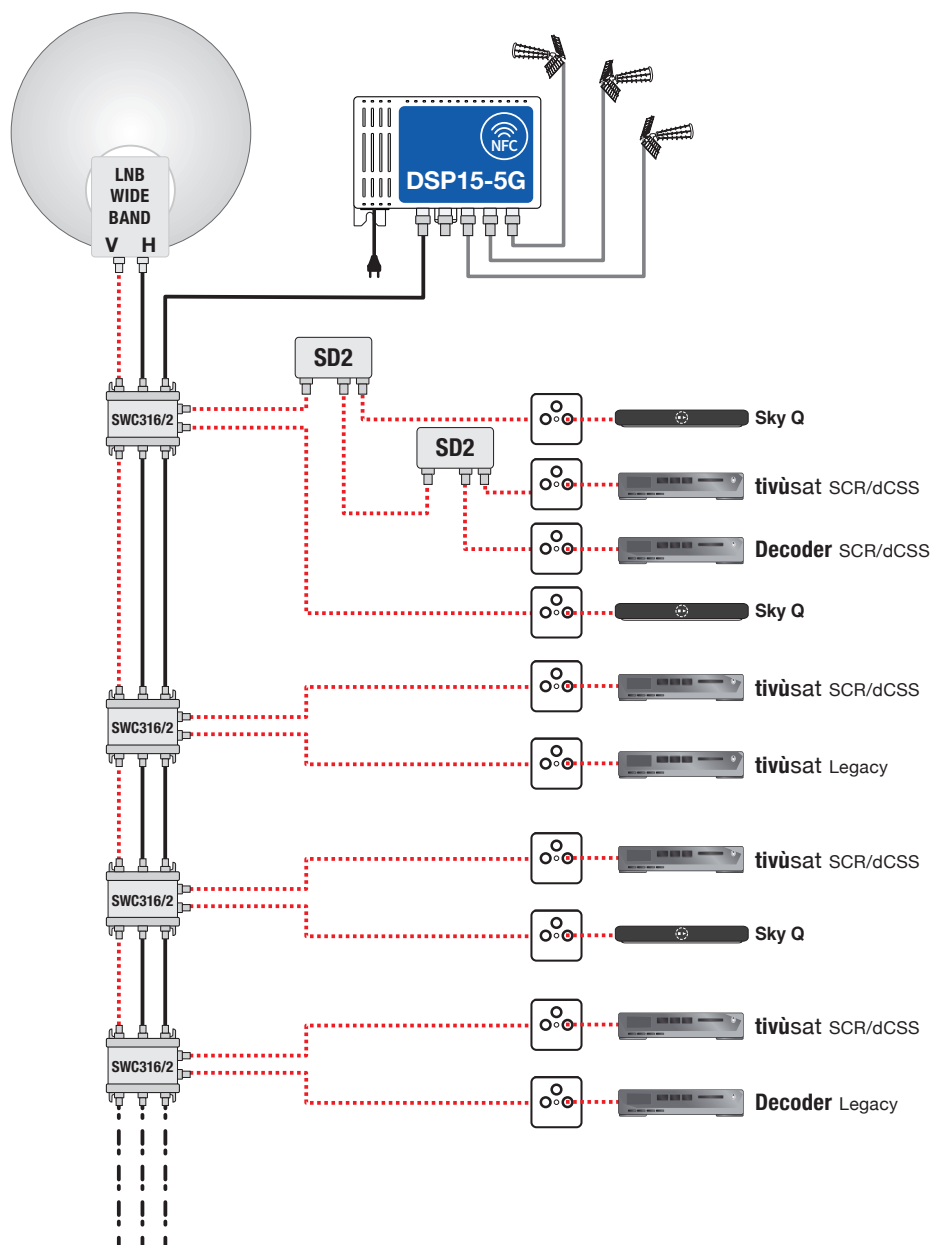 LNB
WIDE
BAND
V H
NFC
DSP15-5G
SD2
SWC316/2
Sky Q
SD2
tivùsat SCR/dCSS
Decoder SCR/dCSS
Sky Q
tivùsat SCR/dCSS
SWC316/2
tivùsat Legacy
tivùsat SCR/dCSS
SWC316/2
Sky Q
tivùsat SCR/dCSS
SWC316/2
Decoder Legacy